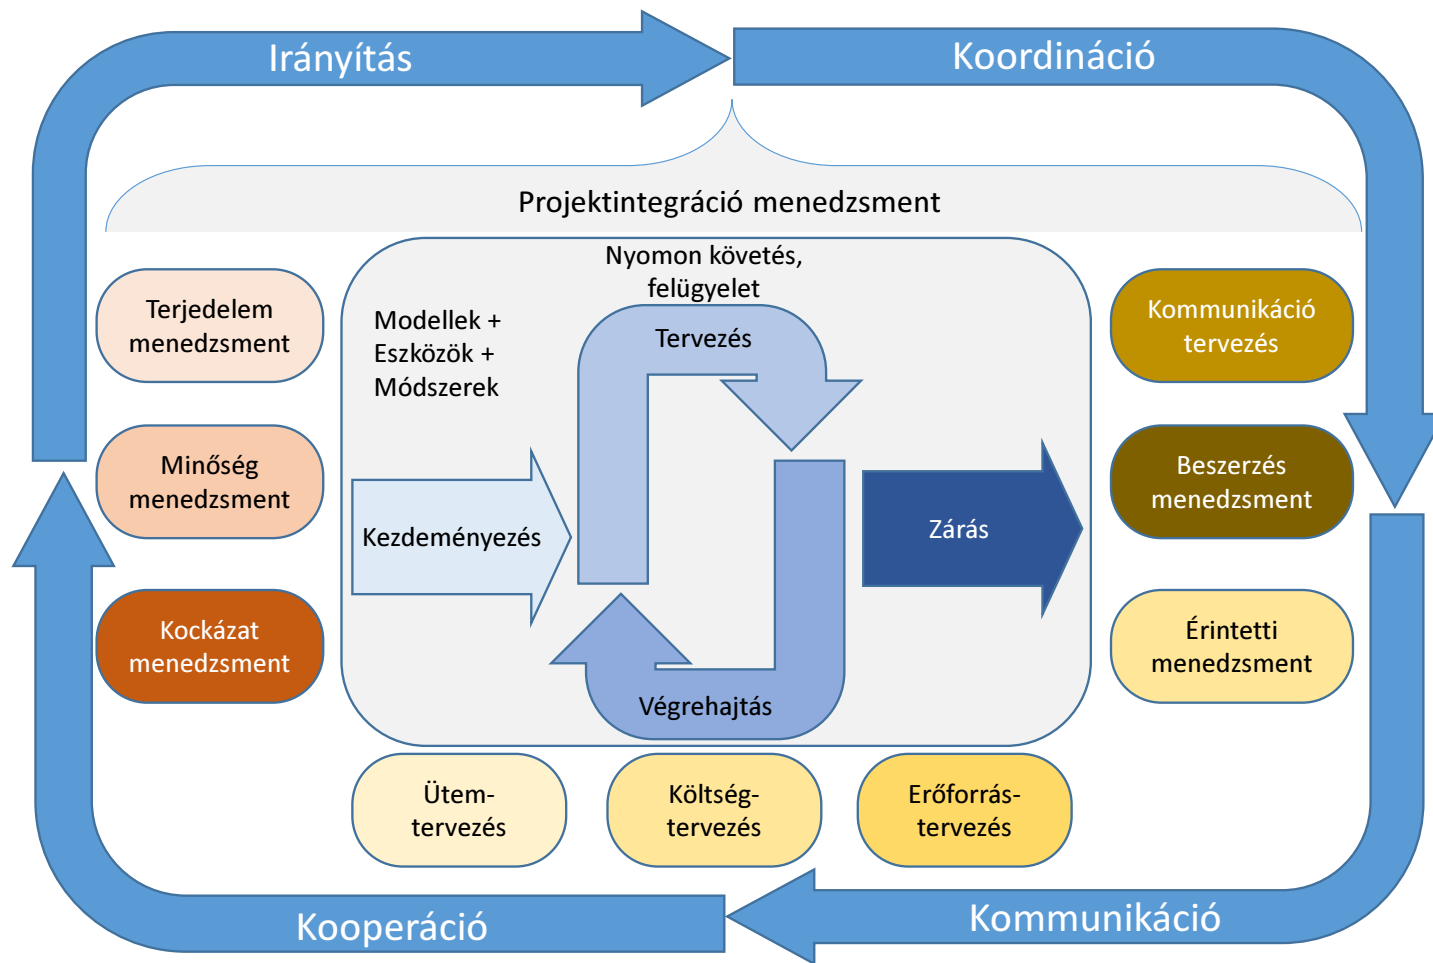 Irányítás
Koordináció
Projektintegráció menedzsment
Nyomon követés,
felügyelet
Modellek +
Eszközök +
Módszerek
Tervezés
Kezdeményezés
Zárás
Végrehajtás
Terjedelem
menedzsment
Minőség
menedzsment
Kockázat
menedzsment
Kommunikáció
tervezés
Beszerzés
menedzsment
Érintetti
menedzsment
Ütem-
tervezés
Költség-
tervezés
Erőforrás-
tervezés
Kooperáció
Kommunikáció